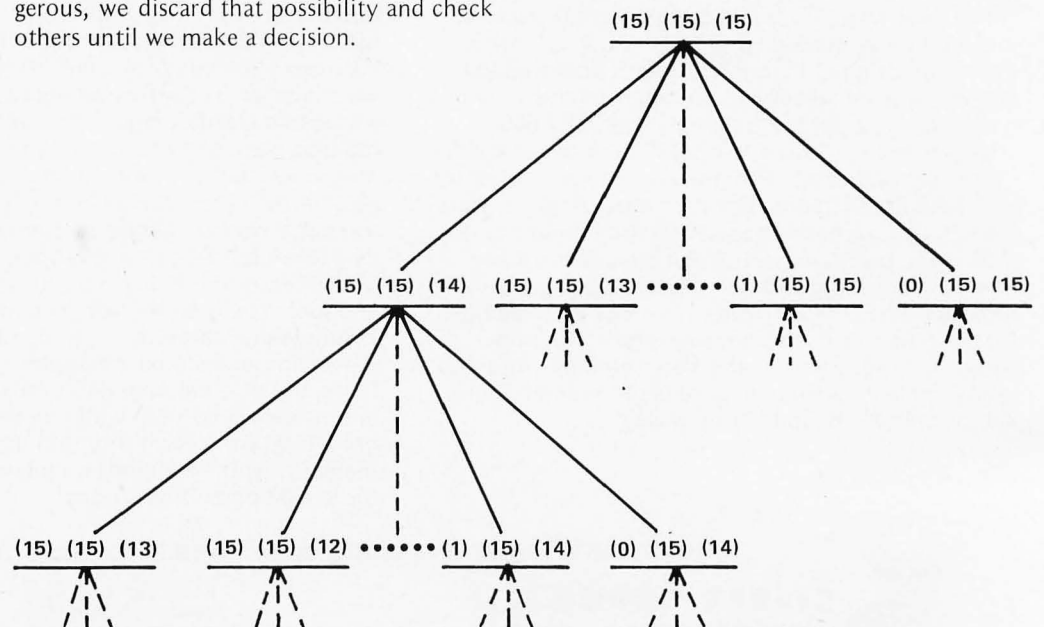 gerous, we discard that possibility and check
others until we make a decision.
(15) (15) (15)
(15) (15) (14) (15) (15) (13) •••••• (1) (15) (15) (0) (15) (15)
(15) (15) (13) (15) (15) (12) •••••• (1) (15) (14) (0) (15) (14)